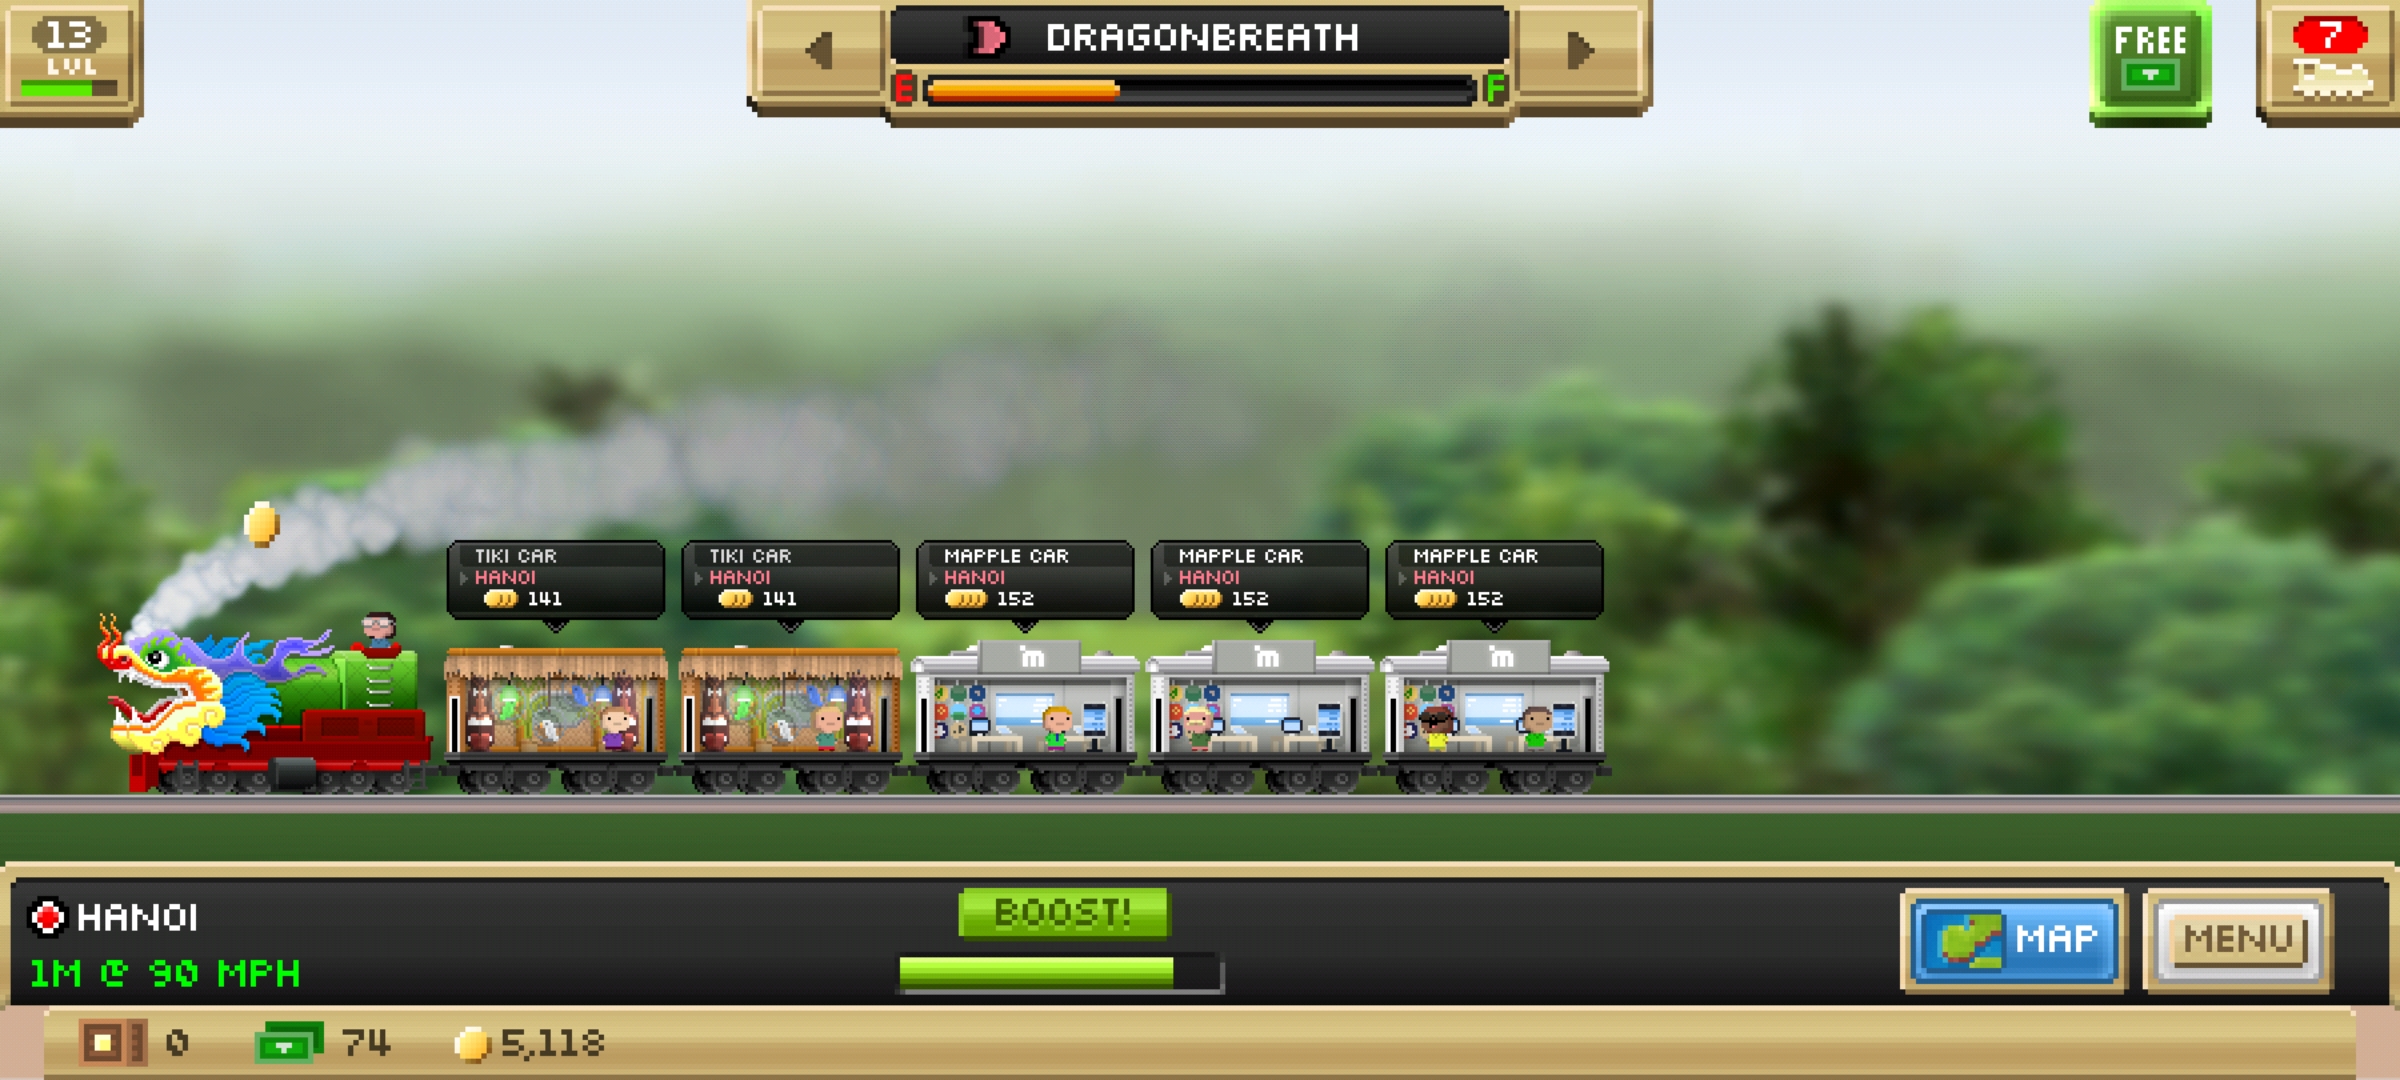 13
LVL
DRAGONBREATH
E
F
FREE
7
TIKI CAR
HANOI
141
TIKI CAR
HANOI
141
MAPPLE CAR
HANOI
152
MAPPLE CAR
HANOI
152
MAPPLE CAR
HANOI
152
m
m
m
HANOI
1M @ 90 MPH
BOOST!
MAP
MENU
0
74
5,118